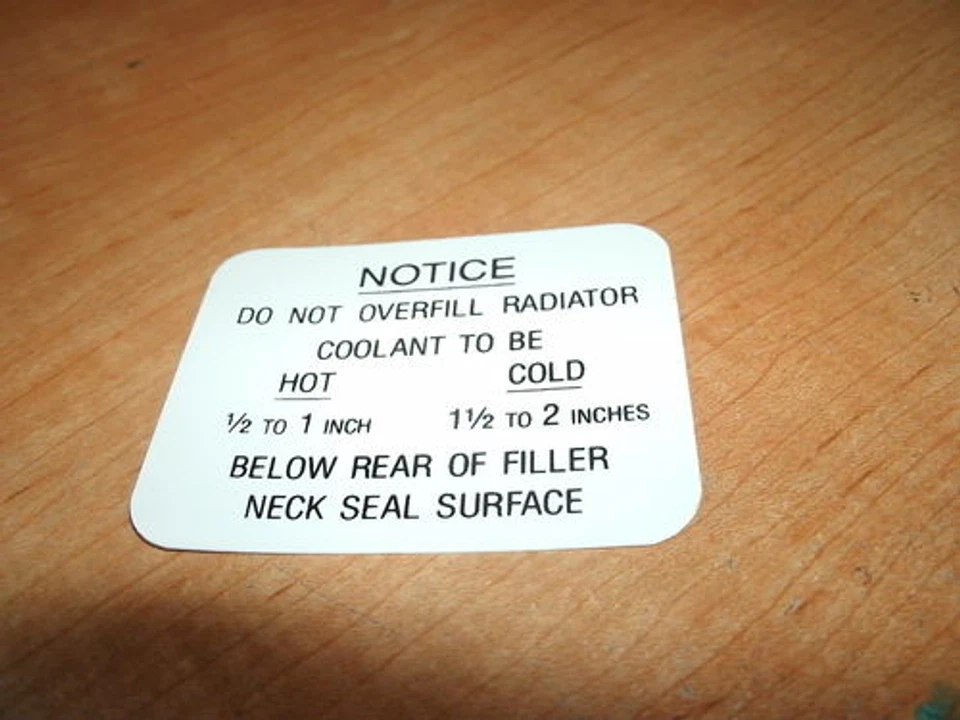 NOTICE
DO NOT OVERFILL RADIATOR
COOLANT TO BE
HOT COLD
½ TO 1 INCH 1½ TO 2 INCHES
BELOW REAR OF FILLER
NECK SEAL SURFACE